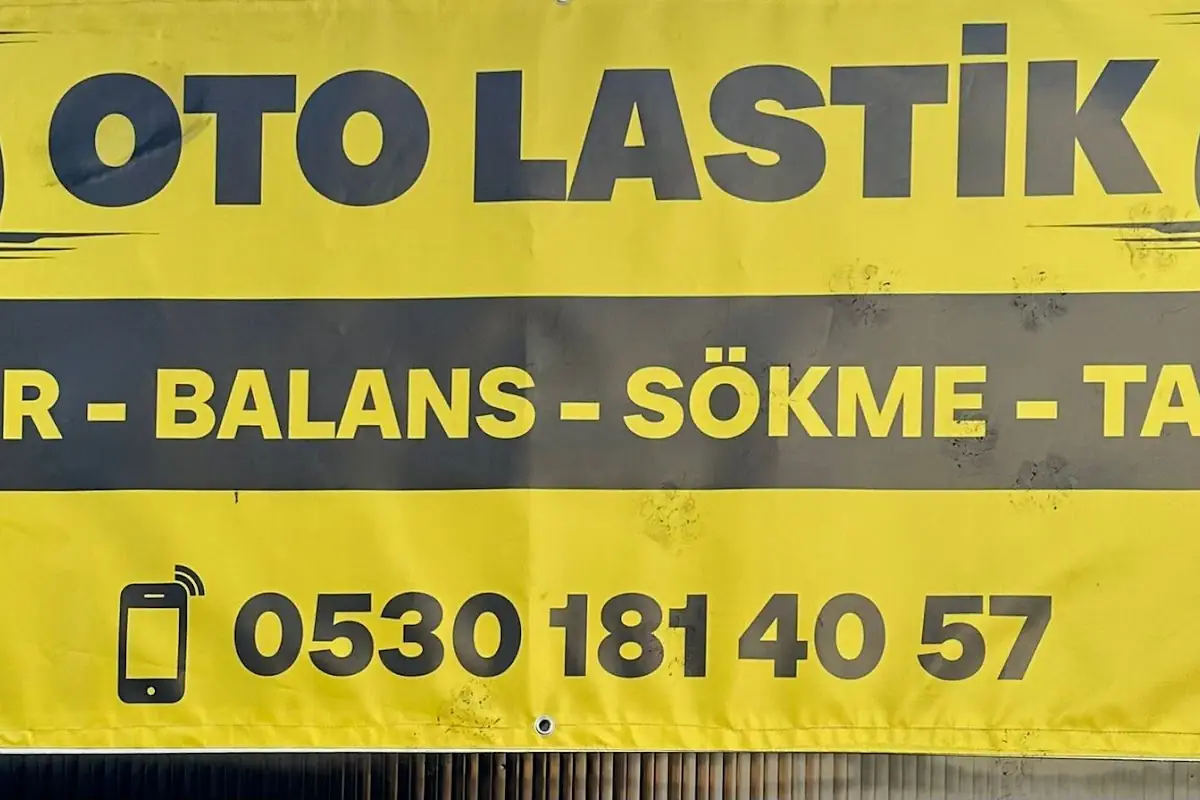 OTO LASTİK
R - BALANS - SÖKME - TA
0530 181 40 57